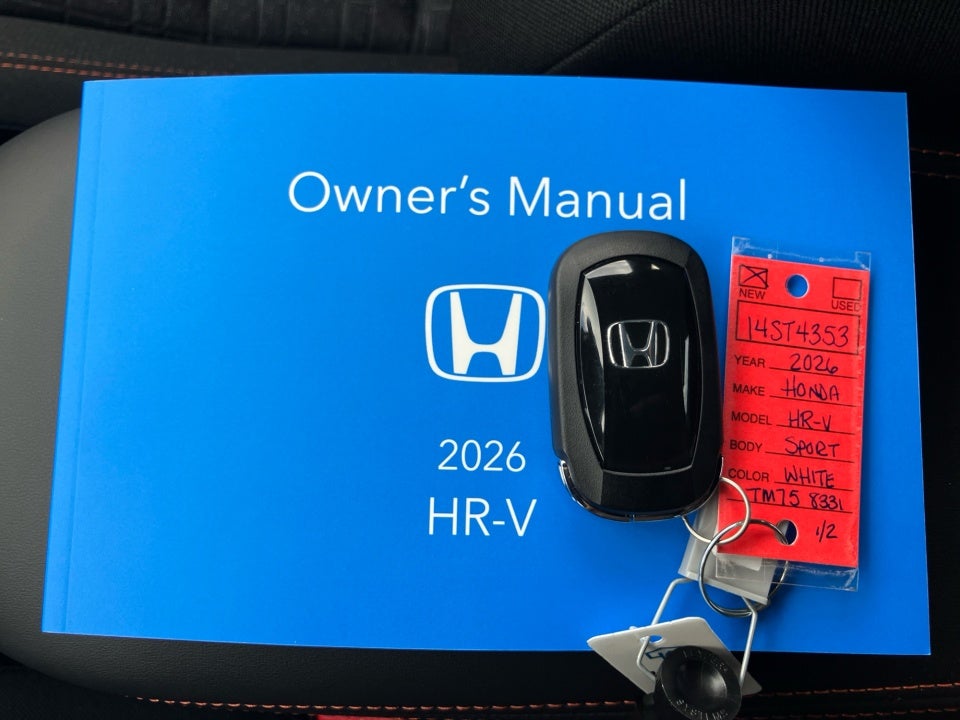 Owner's Manual
2026
HR-V
NEW USED
14ST4353
YEAR 2026
MAKE HONDA
MODEL HR-V
BODY SPORT
COLOR WHITE
TM75 8331
1/2